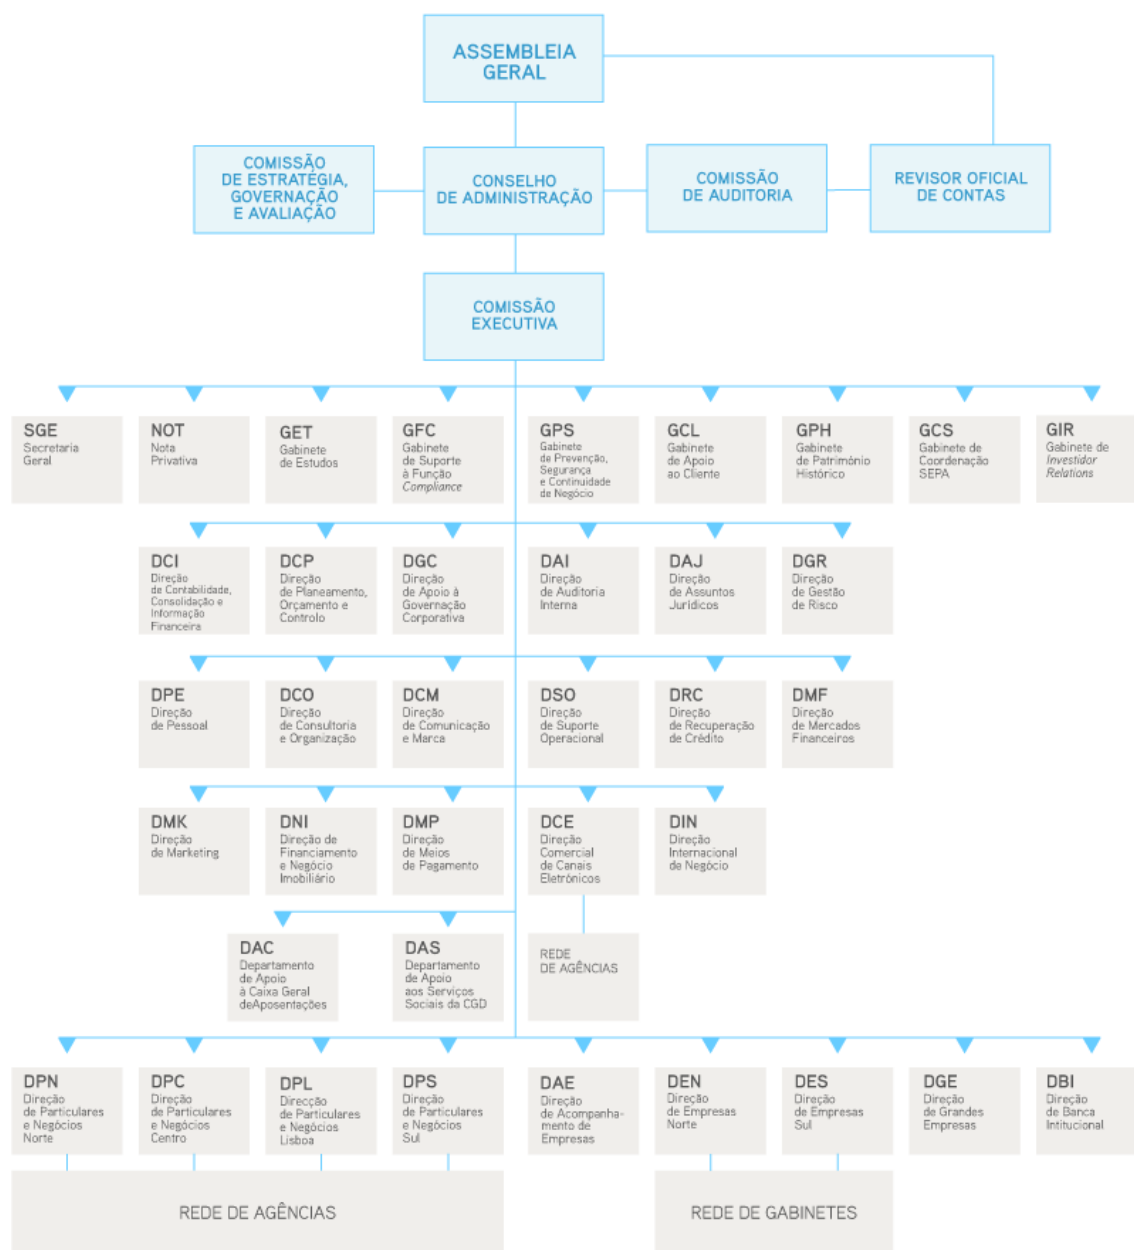 ASSEMBLEIA
GERAL
COMISSÃO
DE ESTRATÉGIA,
GOVERNAÇÃO
E AVALIAÇÃO
CONSELHO
DE ADMINISTRAÇÃO
COMISSÃO
DE AUDITORIA
REVISOR OFICIAL
DE CONTAS
COMISSÃO
EXECUTIVA
SGE
Secretaria
Geral
NOT
Nota
Privativa
GET
Gabinete
de Estudos
GFC
Gabinete
de Suporte
à Função
Compliance
GPS
Gabinete
de Prevenção,
Segurança
e Continuidade
de Negócio
GCL
Gabinete
de Apoio
ao Cliente
GPH
Gabinete
de Património
Histórico
GCS
Gabinete de
Coordenação
SEPA
GIR
Gabinete de
Investidor
Relations
DCI
Direção
de Contabilidade,
Consolidação e
Informação
Financeira
DCP
Direção
de Planeamento,
Orçamento e
Controlo
DGC
Direção
de Apoio à
Governação
Corporativa
DAI
Direção
de Auditoria
Interna
DAJ
Direção
de Assuntos
Jurídicos
DGR
Direção
de Gestão
de Risco
DPE
Direção
de Pessoal
DCO
Direção
de Consultoria
e Organização
DCM
Direção
de Comunicação
e Marca
DSO
Direção
de Suporte
Operacional
DRC
Direção
de Recuperação
de Crédito
DMF
Direção
de Mercados
Financeiros
DMK
Direção
de Marketing
DNI
Direção de
Financiamento
e Negócio
Imobiliário
DMP
Direção
de Meios
de Pagamento
DCE
Direção
Comercial
de Canais
Eletrónicos
DIN
Direção
Internacional
de Negócio
DAC
Departamento
de Apoio
à Caixa Geral
deAposentações
DAS
Departamento
de Apoio
aos Serviços
Sociais da CGD
REDE
DE AGÊNCIAS
DPN
Direção
de Particulares
e Negócios
Norte
DPC
Direção
de Particulares
e Negócios
Centro
DPL
Direcção
de Particulares
e Negócios
Lisboa
DPS
Direção
de Particulares
e Negócios
Sul
DAE
Direção
de Acompanha-
mento de
Empresas
DEN
Direção
de Empresas
Norte
DES
Direção
de Empresas
Sul
DGE
Direção
de Grandes
Empresas
DBI
Direção
de Banca
Intitucional
REDE DE AGÊNCIAS
REDE DE GABINETES